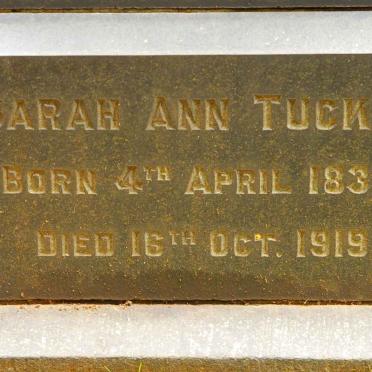 SARAH ANN TUCK
BORN 4TH APRIL 183
DIED 16TH OCT. 1919